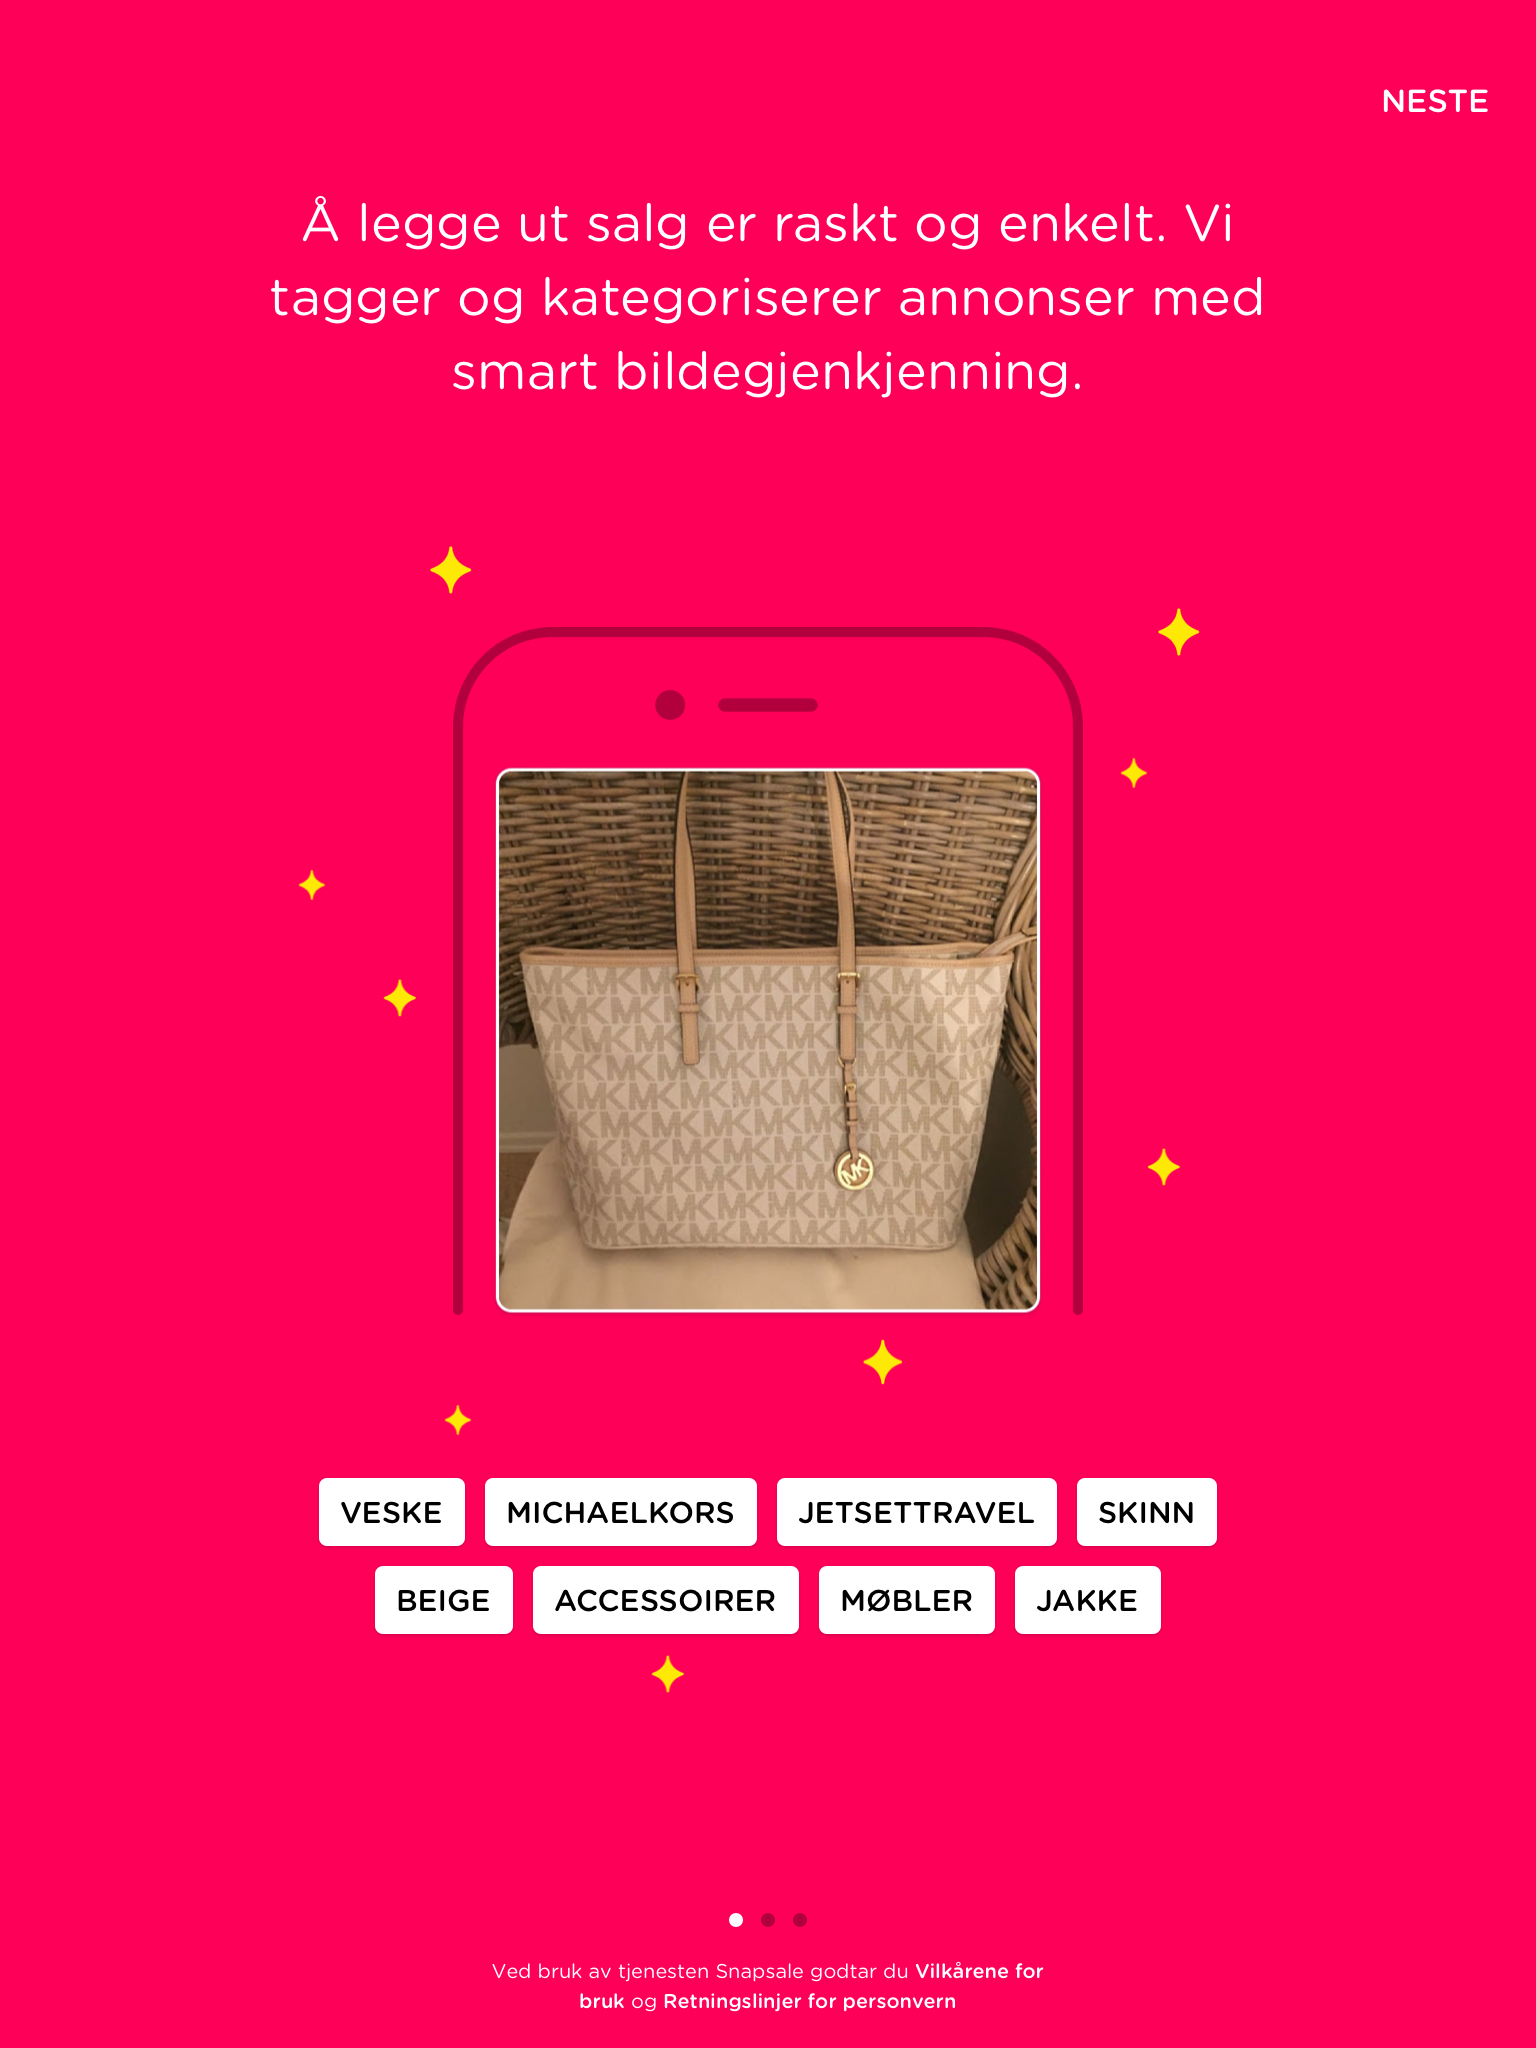 NESTE
Å legge ut salg er raskt og enkelt. Vi
tagger og kategoriserer annonser med
smart bildegjenkjenning.
MK
VESKE MICHAELKORS JETSETTRAVEL SKINN
BEIGE ACCESSOIRER MØBLER JAKKE
Ved bruk av tjenesten Snapsale godtar du Vilkårene for
bruk og Retningslinjer for personvern